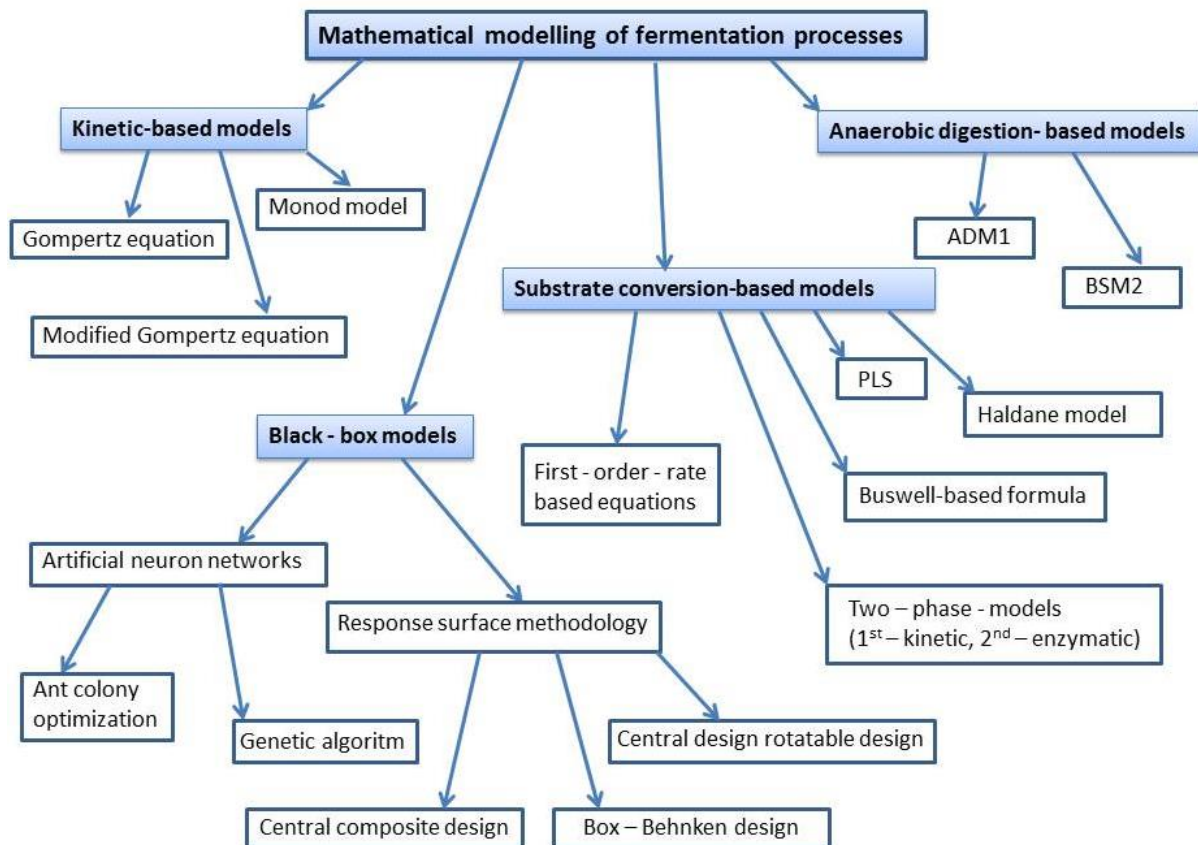 Mathematical modelling of fermentation processes
Kinetic-based models
Anaerobic digestion- based models
Monod model
Gompertz equation
ADM1
BSM2
Substrate conversion-based models
Modified Gompertz equation
PLS
Haldane model
Black - box models
First - order - rate
based equations
Buswell-based formula
Artificial neuron networks
Two – phase - models
(1st – kinetic, 2nd – enzymatic)
Response surface methodology
Ant colony
optimization
Genetic algoritm
Central design rotatable design
Central composite design
Box – Behnken design